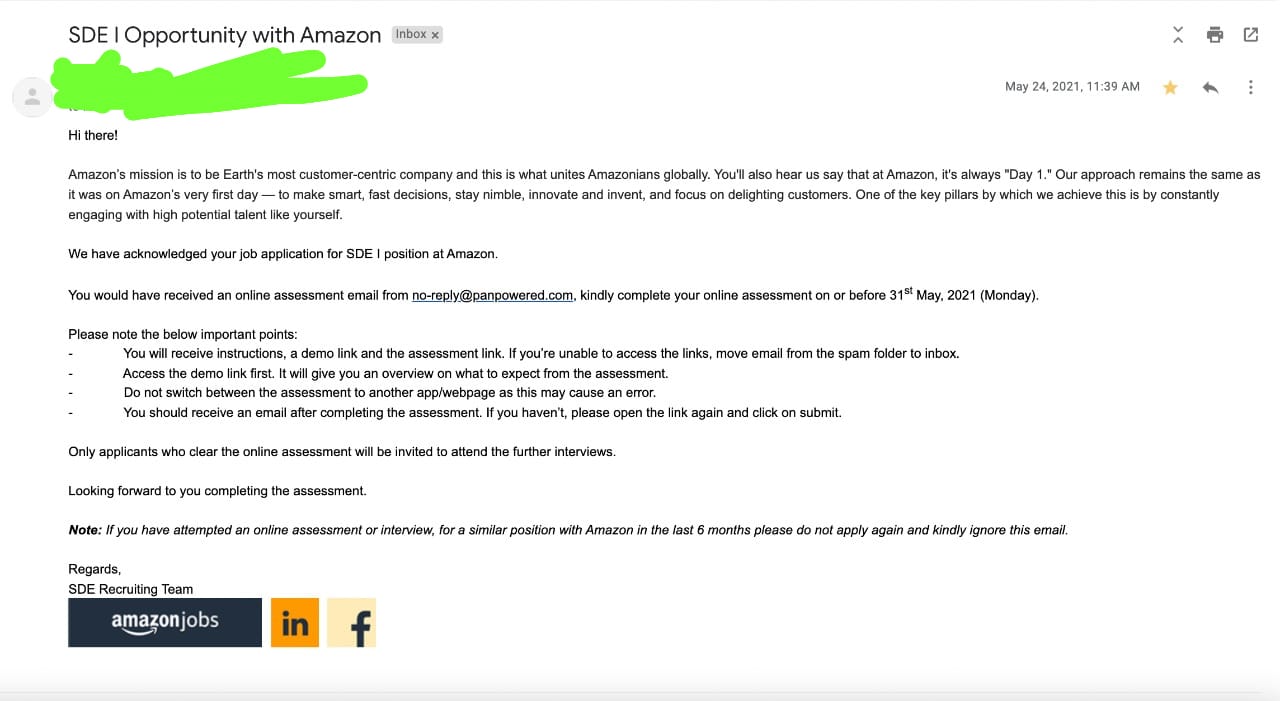 SDE I Opportunity with Amazon Inbox x
May 24, 2021, 11:39 AM
Hi there!
Amazon's mission is to be Earth's most customer-centric company and this is what unites Amazonians globally. You'll also hear us say that at Amazon, it's always "Day 1." Our approach remains the same as
it was on Amazon's very first day — to make smart, fast decisions, stay nimble, innovate and invent, and focus on delighting customers. One of the key pillars by which we achieve this is by constantly
engaging with high potential talent like yourself.
We have acknowledged your job application for SDE I position at Amazon.
You would have received an online assessment email from no-reply@panpowered.com, kindly complete your online assessment on or before 31st May, 2021 (Monday).
Please note the below important points:
- You will receive instructions, a demo link and the assessment link. If you're unable to access the links, move email from the spam folder to inbox.
- Access the demo link first. It will give you an overview on what to expect from the assessment.
- Do not switch between the assessment to another app/webpage as this may cause an error.
- You should receive an email after completing the assessment. If you haven't, please open the link again and click on submit.
Only applicants who clear the online assessment will be invited to attend the further interviews.
Looking forward to you completing the assessment.
Note: If you have attempted an online assessment or interview, for a similar position with Amazon in the last 6 months please do not apply again and kindly ignore this email.
Regards,
SDE Recruiting Team
amazonjobs in f